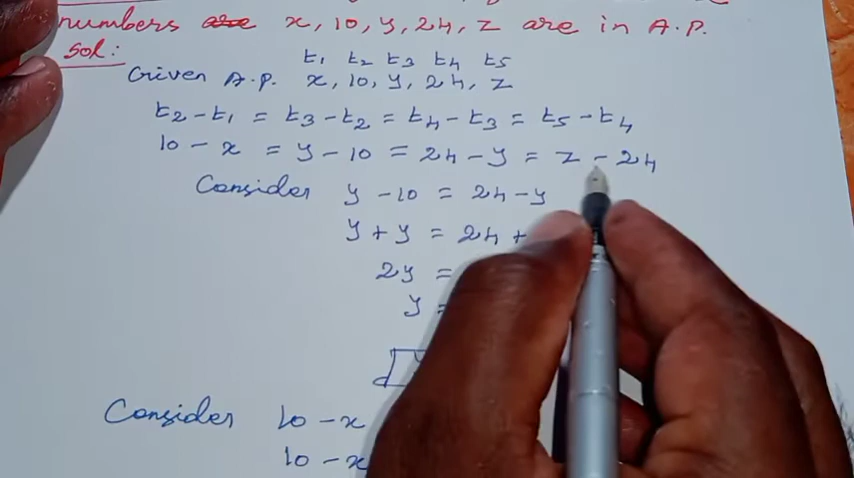 numbers are x, 10, y, 24, z are in A.P.
Sol:
t1 t2 t3 t4 t5
Given A.P. x, 10, y, 24, z
t2 - t1 = t3 - t2 = t4 - t3 = t5 - t4
10 - x = y - 10 = 24 - y = z - 24
Consider y - 10 = 24 - y
y + y = 24 +
2y =
y =
Consider 10 - x
10 - x